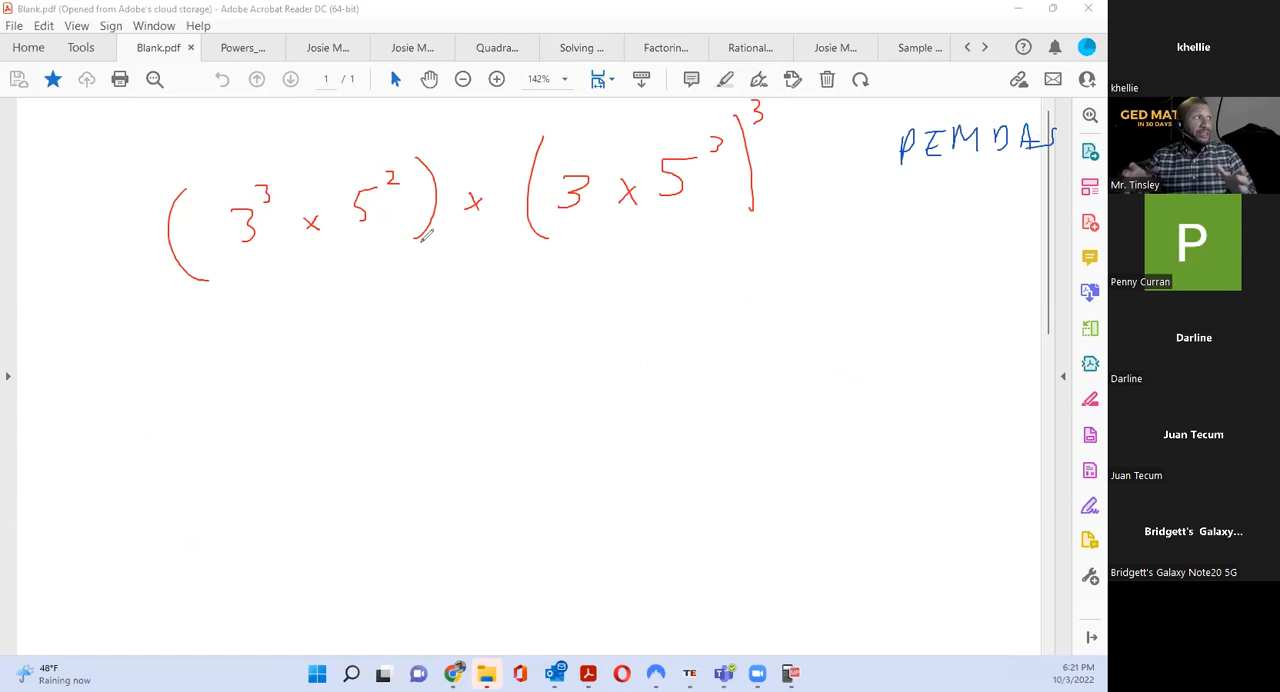 Blank.pdf (Opened from Adobe's cloud storage) - Adobe Acrobat Reader DC (64-bit)
File Edit View Sign Window Help
Home Tools Blank.pdf × Powers_... Josie M... Josie M... Quadra... Solving ... Factorin... Rational... Josie M... Sample ...
1 / 1 142%
(3³ x 5²) x (3 x 5³)³
PEMDAS
khellie
khellie
GED MAT
IN 30 DAYS
Mr. Tinsley
P
Penny Curran
Darline
Darline
Juan Tecum
Juan Tecum
Bridgett's Galaxy...
Bridgett's Galaxy Note20 5G
48°F
Raining now
TE
6:21 PM
10/3/2022